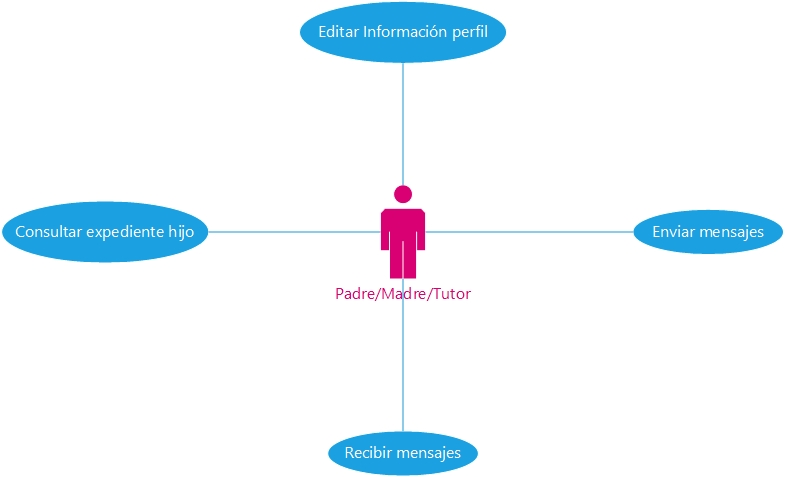 Editar Información perfil
Consultar expediente hijo
Enviar mensajes
Padre/Madre/Tutor
Recibir mensajes